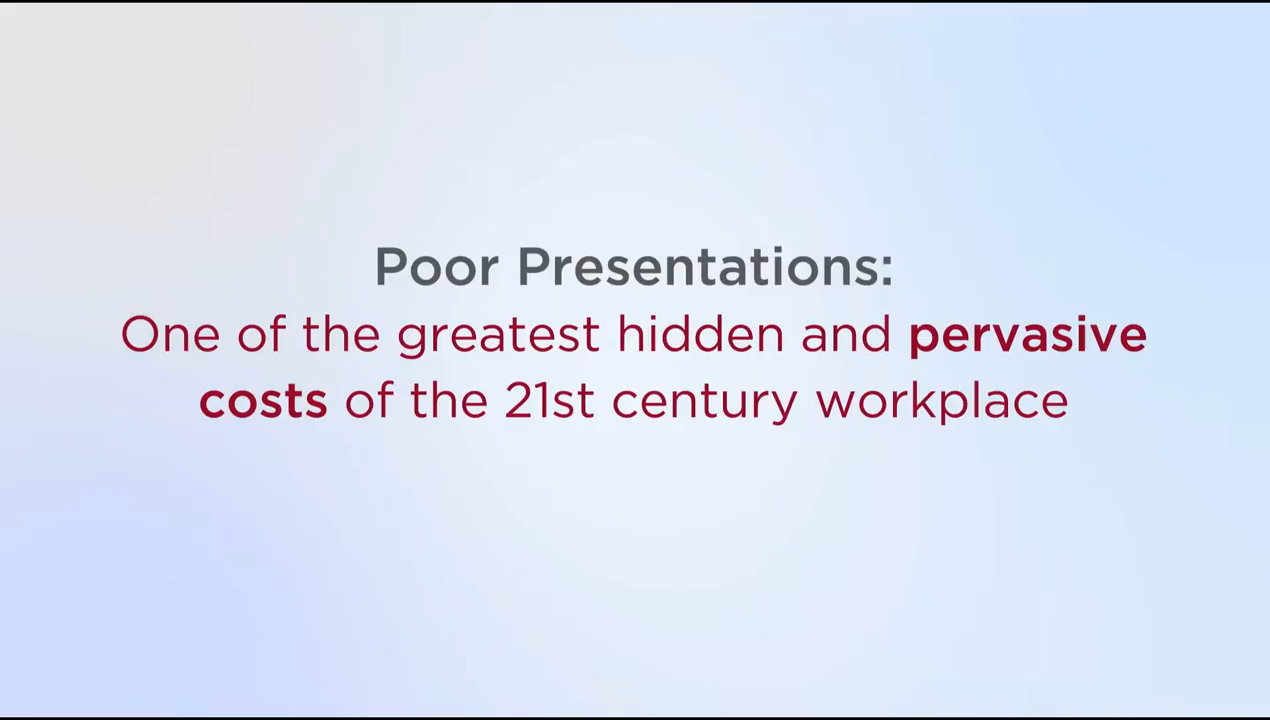 Poor Presentations:
One of the greatest hidden and pervasive
costs of the 21st century workplace